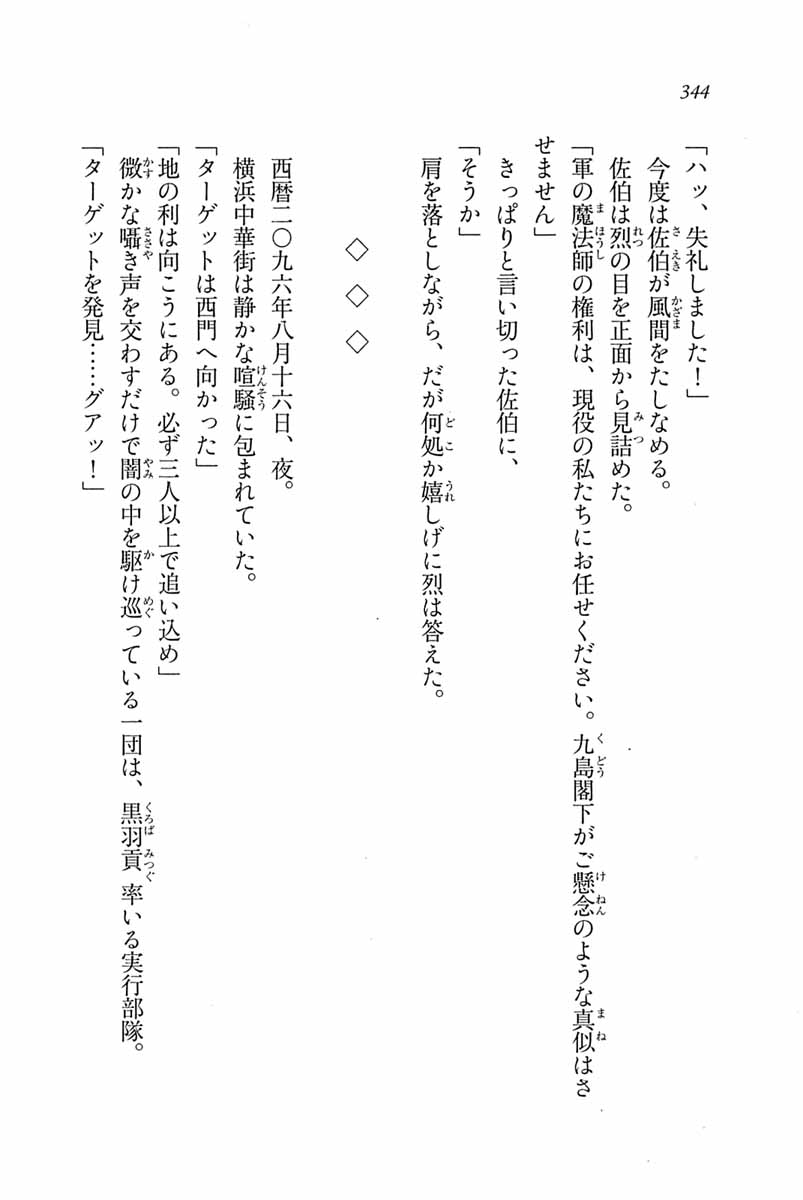 344
「ハッ、失礼しました!」
今度は佐伯が風間をたしなめる。
佐伯は烈の目を正面から見詰めた。
「軍の魔法師の権利は、現役の私たちにお任せください。九島閣下がご懸念のような真似はさ
せません」
きっぱりと言い切った佐伯に、
「そうか」
肩を落としながら、だが何処か嬉しげに烈は答えた。
◇ ◇ ◇
西暦二〇九六年八月十六日、夜。
横浜中華街は静かな喧騒に包まれていた。
「ターゲットは西門へ向かった」
「地の利は向こうにある。必ず三人以上で追い込め」
微かな囁き声を交わすだけで闇の中を駆け巡っている一団は、黒羽貢率いる実行部隊。
「ターゲットを発見……グアッ!」